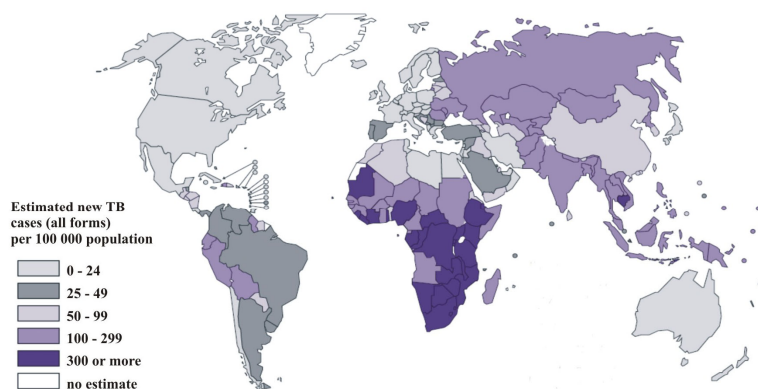 Estimated new TB
cases (all forms)
per 100 000 population
0 - 24
25 - 49
50 - 99
100 - 299
300 or more
no estimate